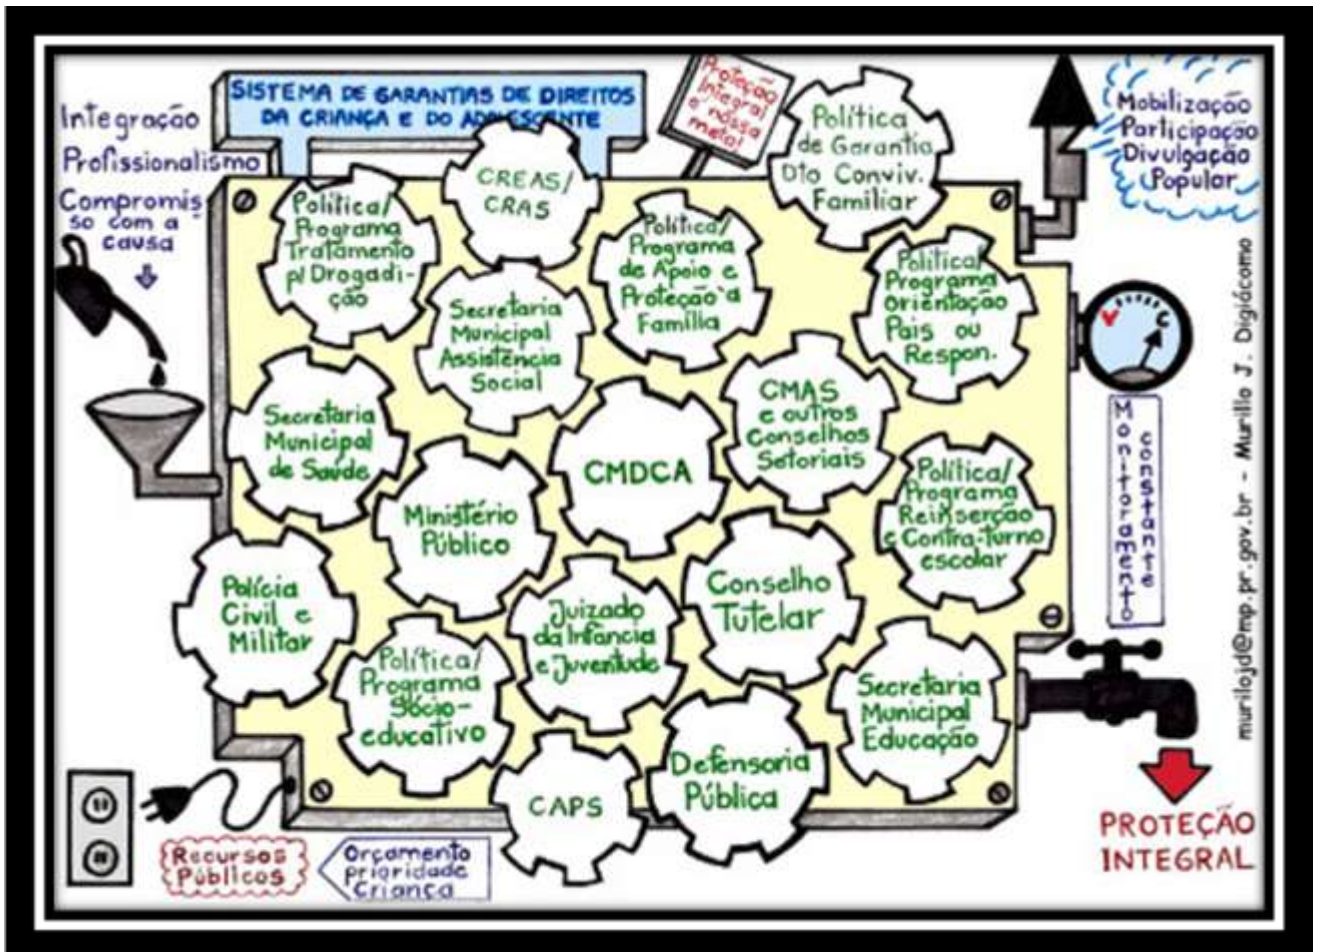 SISTEMA DE GARANTIAS DE DIREITOS
DA CRIANÇA E DO ADOLESCENTE
Integração
Profissionalismo
Compromis
so com a
causa
Proteção
Integral
é nossa
meta!
Mobilização
Participação
Divulgação
Popular
Política/
Programa
Tratamento
p/ Drogadi-
ção
CREAS/
CRAS
Política/
Programa
de Apoio e
Proteção à
Família
Política
de Garantia
Dto Conviv.
Familiar
Política/
Programa
Orientação
Pais ou
Respon.
Secretaria
Municipal
Assistência
Social
Secretaria
Municipal
de Saúde
CMDCA
CMAS
e outros
Conselhos
Setoriais
Ministério
Público
Política/
Programa
Reinserção
e Contra-turno
escolar
Polícia
Civil e
Militar
Juizado
da Infância
e Juventude
Conselho
Tutelar
Política/
Programa
Sócio-
educativo
Secretaria
Municipal
Educação
CAPS
Defensoria
Pública
V C
Monitoramento
constante
PROTEÇÃO
INTEGRAL
Recursos
Públicos
Orçamento
prioridade
Criança
murilojd@mp.pr.gov.br - Murillo J. Digiácomo